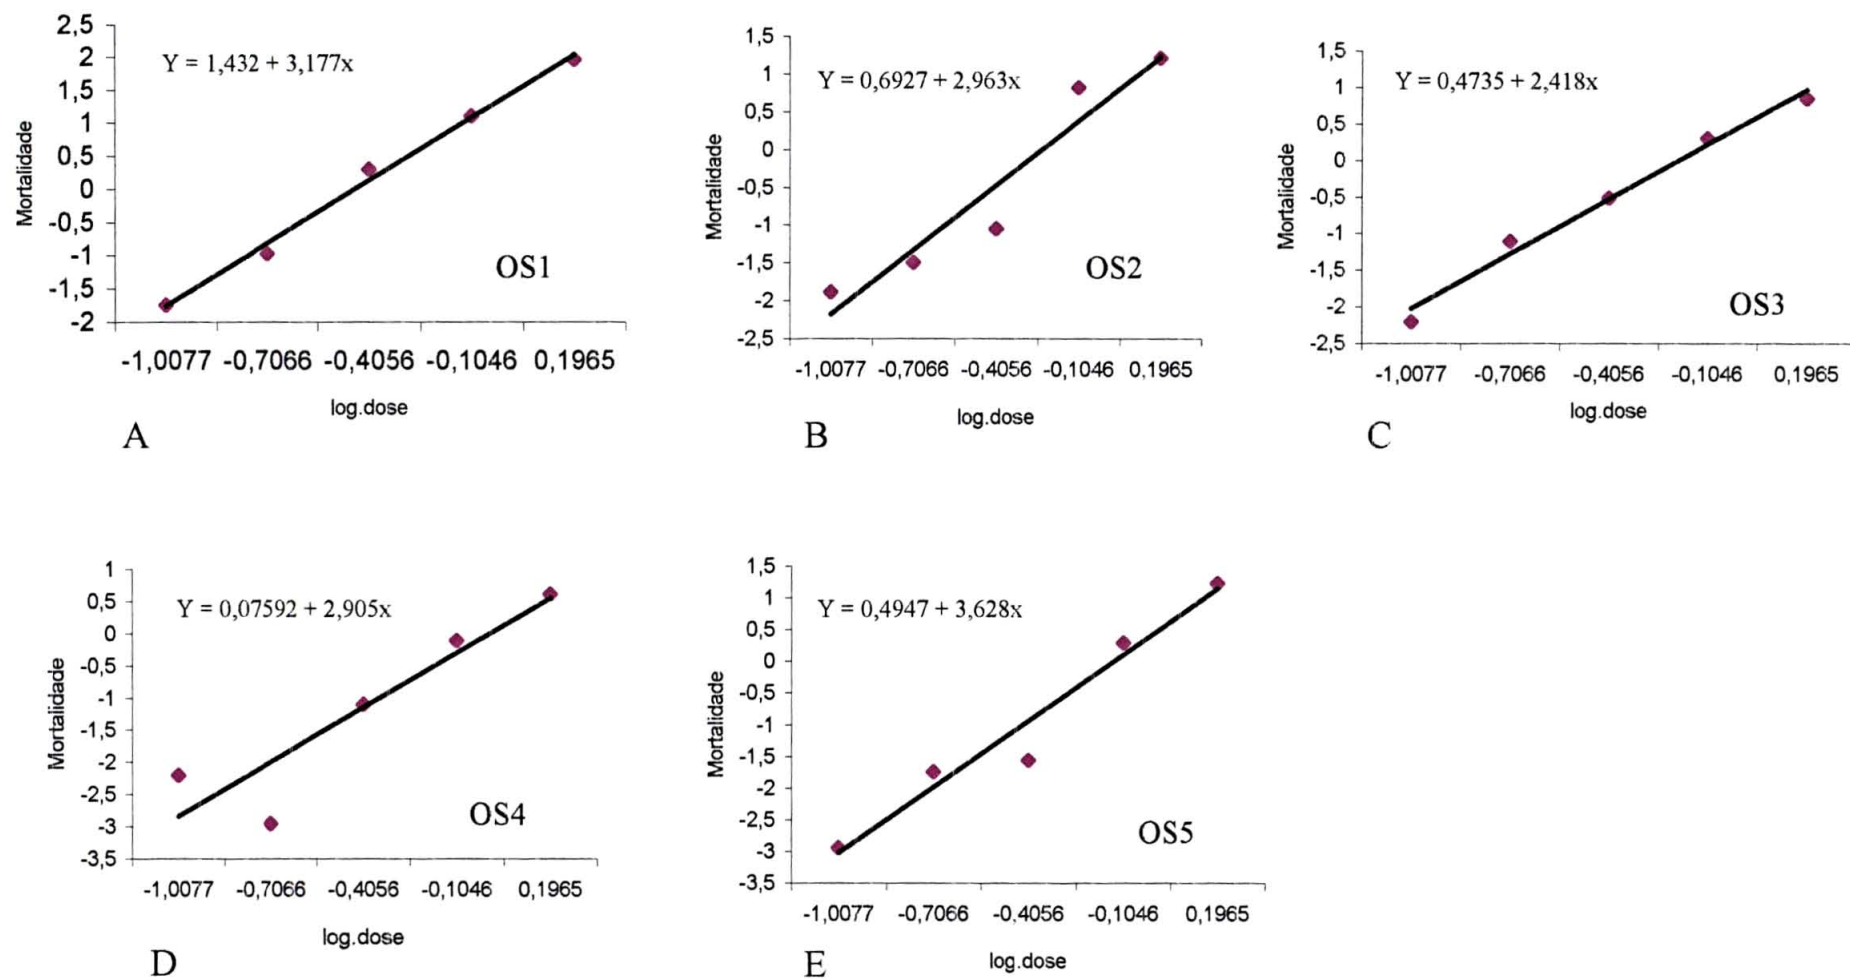 2,5
2
1,5
1
0,5
0
-0,5
-1
-1,5
-2
Mortalidade
Y = 1,432 + 3,177x
OS1
-1,0077 -0,7066 -0,4056 -0,1046 0,1965
log.dose
A
1,5
1
0,5
0
-0,5
-1
-1,5
-2
-2,5
Mortalidade
Y = 0,6927 + 2,963x
OS2
-1,0077 -0,7066 -0,4056 -0,1046 0,1965
log.dose
B
1,5
1
0,5
0
-0,5
-1
-1,5
-2
-2,5
Mortalidade
Y = 0,4735 + 2,418x
OS3
-1,0077 -0,7066 -0,4056 -0,1046 0,1965
log.dose
C
1
0,5
0
-0,5
-1
-1,5
-2
-2,5
-3
-3,5
Mortalidade
Y = 0,07592 + 2,905x
OS4
-1,0077 -0,7066 -0,4056 -0,1046 0,1965
log.dose
D
1,5
1
0,5
0
-0,5
-1
-1,5
-2
-2,5
-3
-3,5
Mortalidade
Y = 0,4947 + 3,628x
OS5
-1,0077 -0,7066 -0,4056 -0,1046 0,1965
log.dose
E